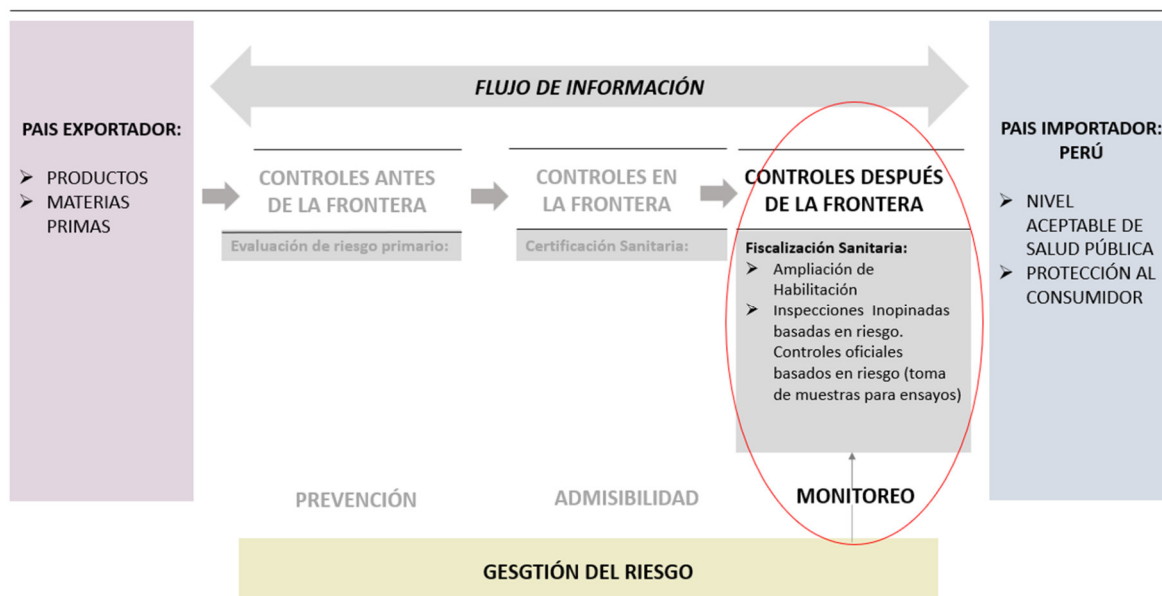 FLUJO DE INFORMACIÓN
PAIS EXPORTADOR:
➤ PRODUCTOS
➤ MATERIAS
PRIMAS
CONTROLES ANTES
DE LA FRONTERA
Evaluación de riesgo primario:
CONTROLES EN
LA FRONTERA
Certificación Sanitaria:
CONTROLES DESPUÉS
DE LA FRONTERA
Fiscalización Sanitaria:
➤ Ampliación de
Habilitación
➤ Inspecciones Inopinadas
basadas en riesgo.
Controles oficiales
basados en riesgo (toma
de muestras para ensayos)
PAIS IMPORTADOR:
PERÚ
➤ NIVEL
ACEPTABLE DE
SALUD PÚBLICA
➤ PROTECCIÓN AL
CONSUMIDOR
PREVENCIÓN
ADMISIBILIDAD
MONITOREO
GESGTIÓN DEL RIESGO